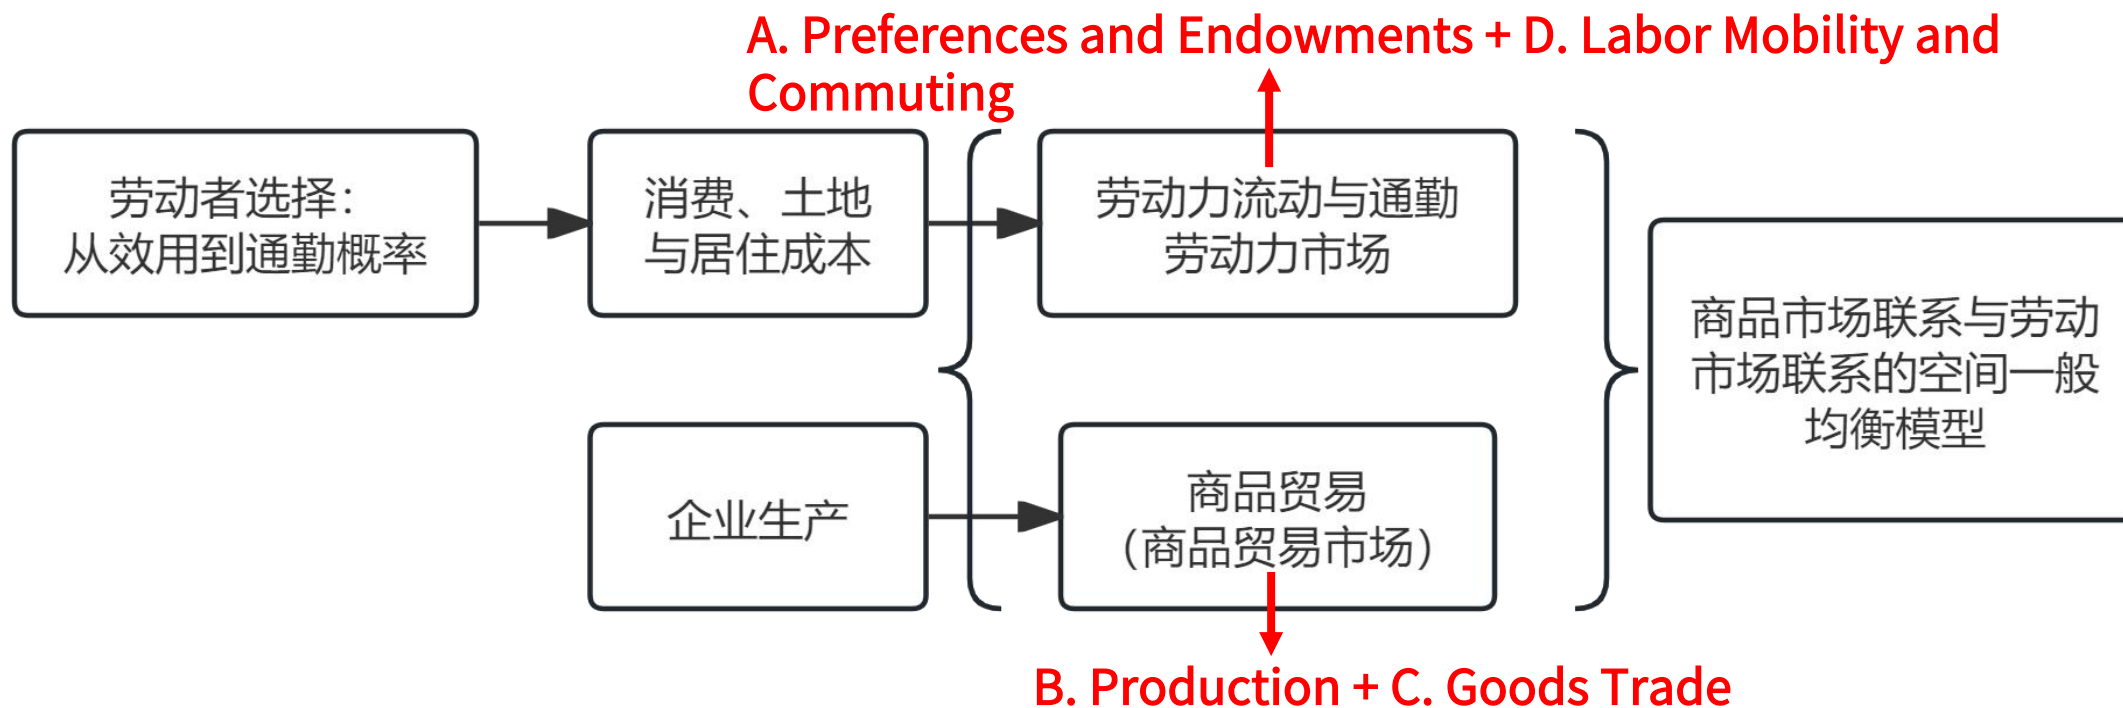 A. Preferences and Endowments + D. Labor Mobility and
Commuting
劳动者选择：
从效用到通勤概率
消费、土地
与居住成本
劳动力流动与通勤
劳动力市场
商品市场联系与劳动
市场联系的空间一般
均衡模型
企业生产
商品贸易
（商品贸易市场）
B. Production + C. Goods Trade